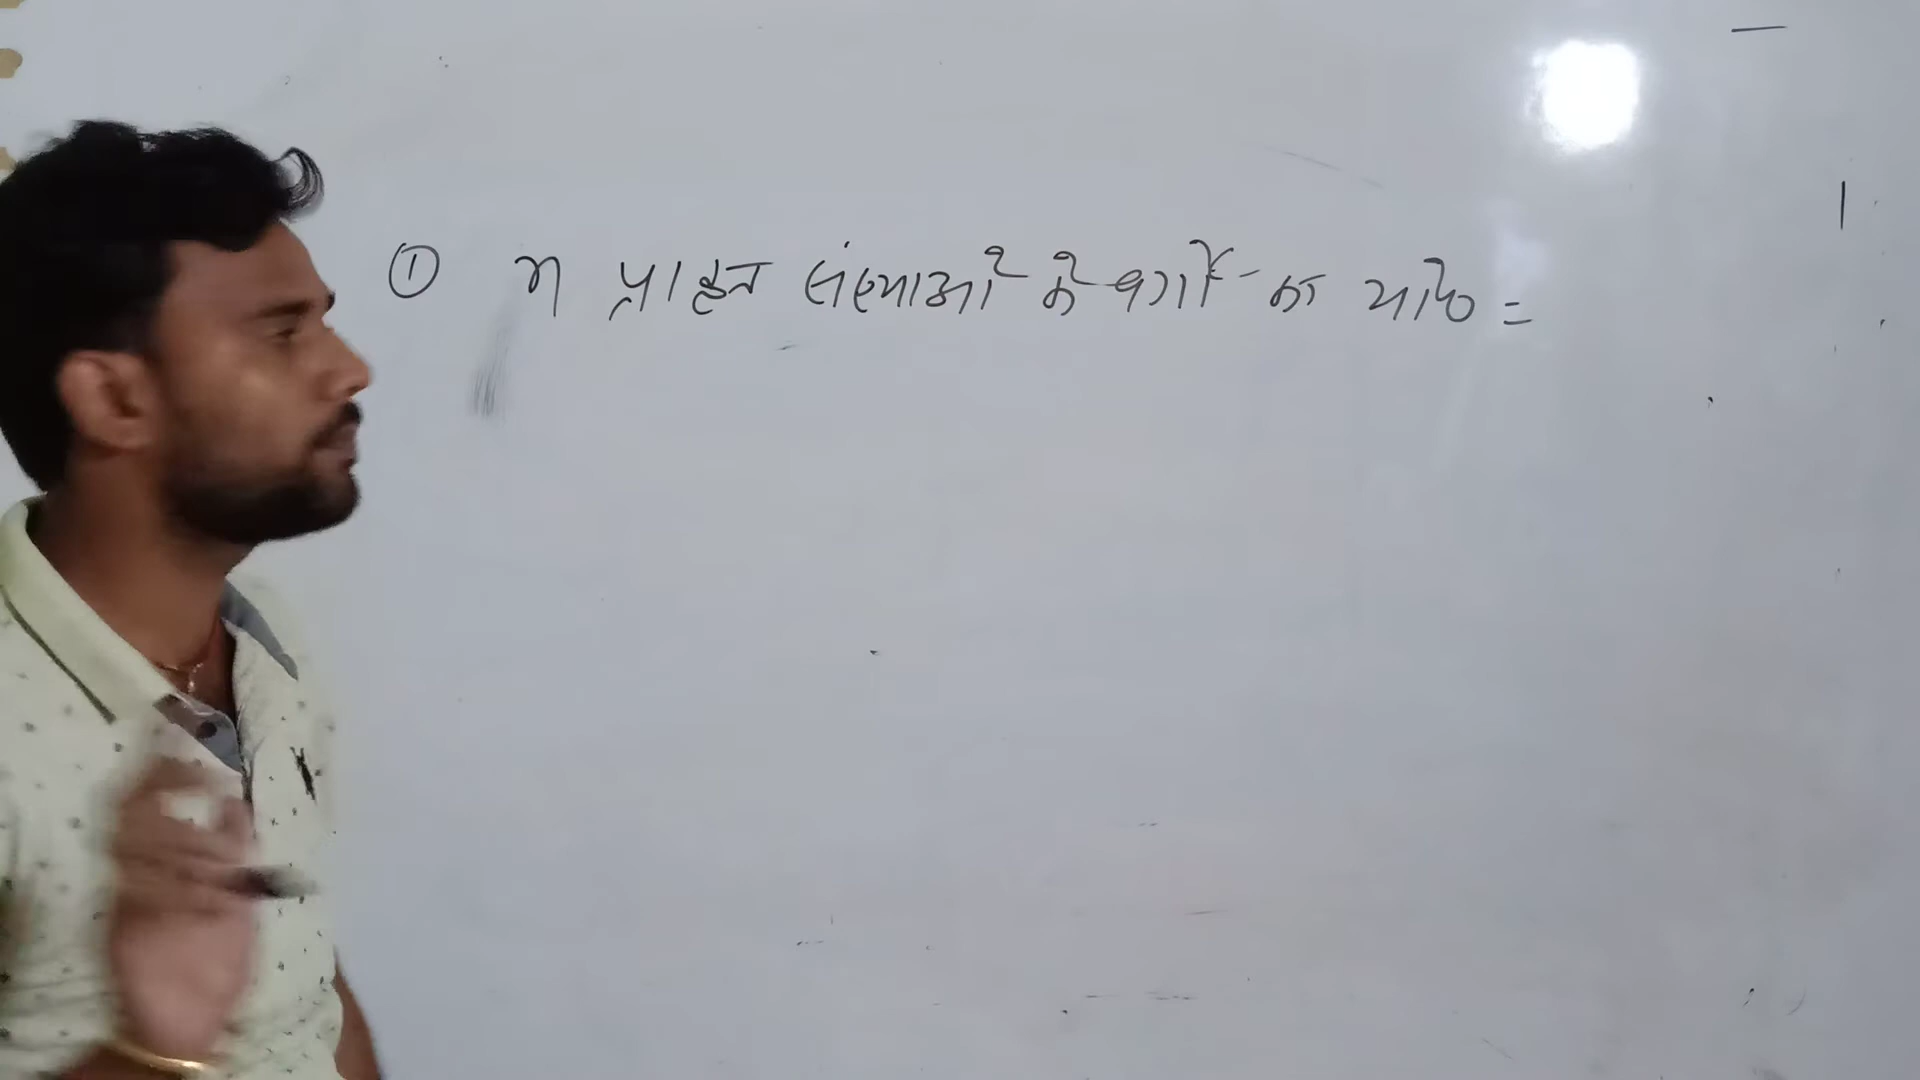 ① n प्राकृत संख्याओं के वर्गों का योग =